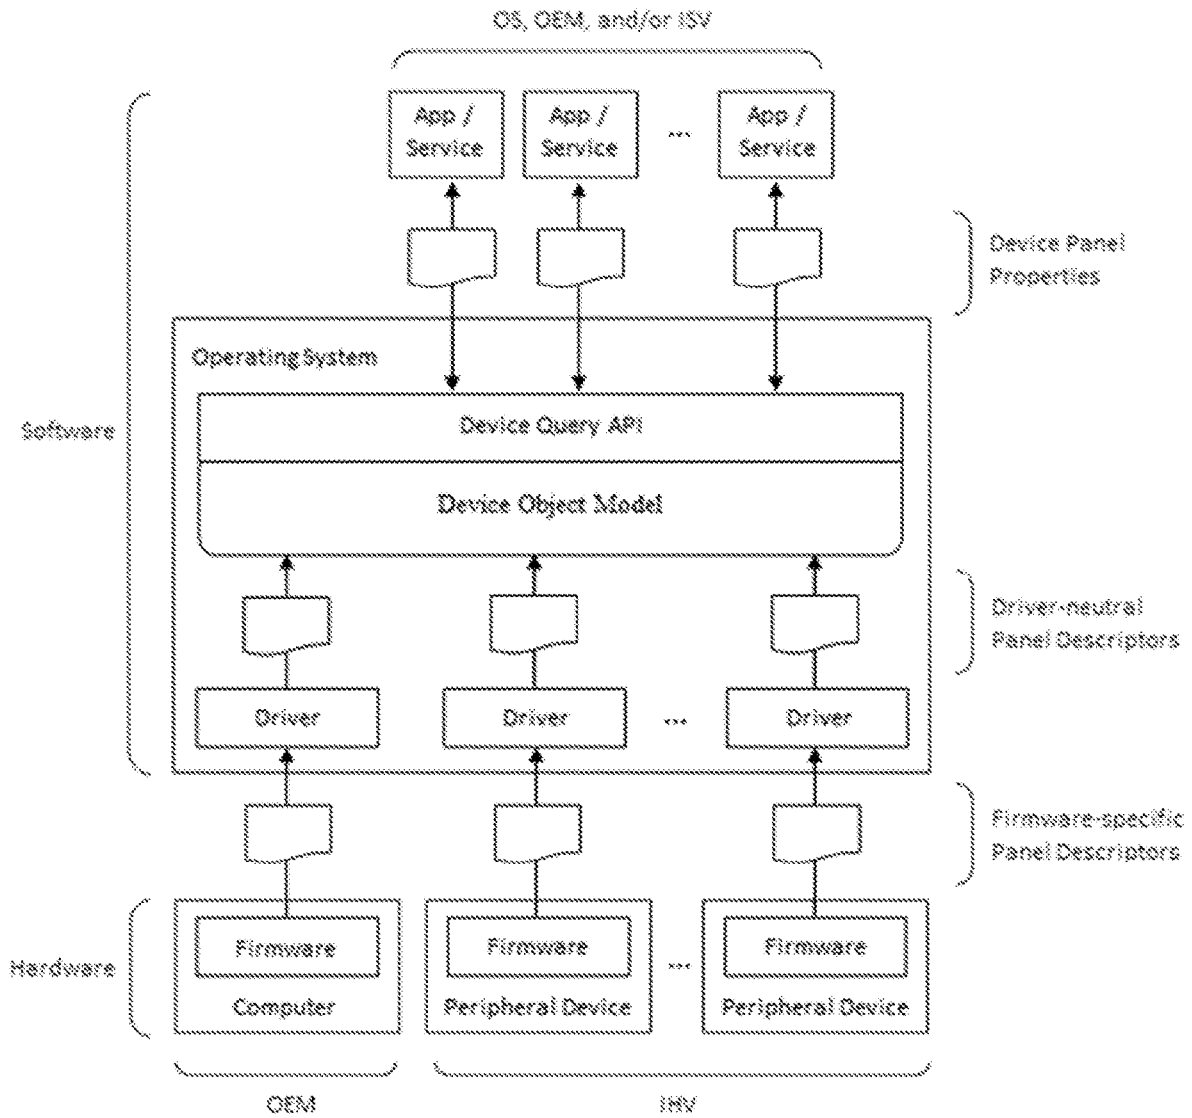 OS, OEM, and/or ISV
App /
Service
App /
Service
...
App /
Service
Device Panel
Properties
Operating System
Software
Device Query API
Device Object Model
Driver-neutral
Panel Descriptors
Driver
Driver
...
Driver
Firmware-specific
Panel Descriptors
Hardware
Firmware
Computer
Firmware
Peripheral Device
...
Firmware
Peripheral Device
OEM
IHV